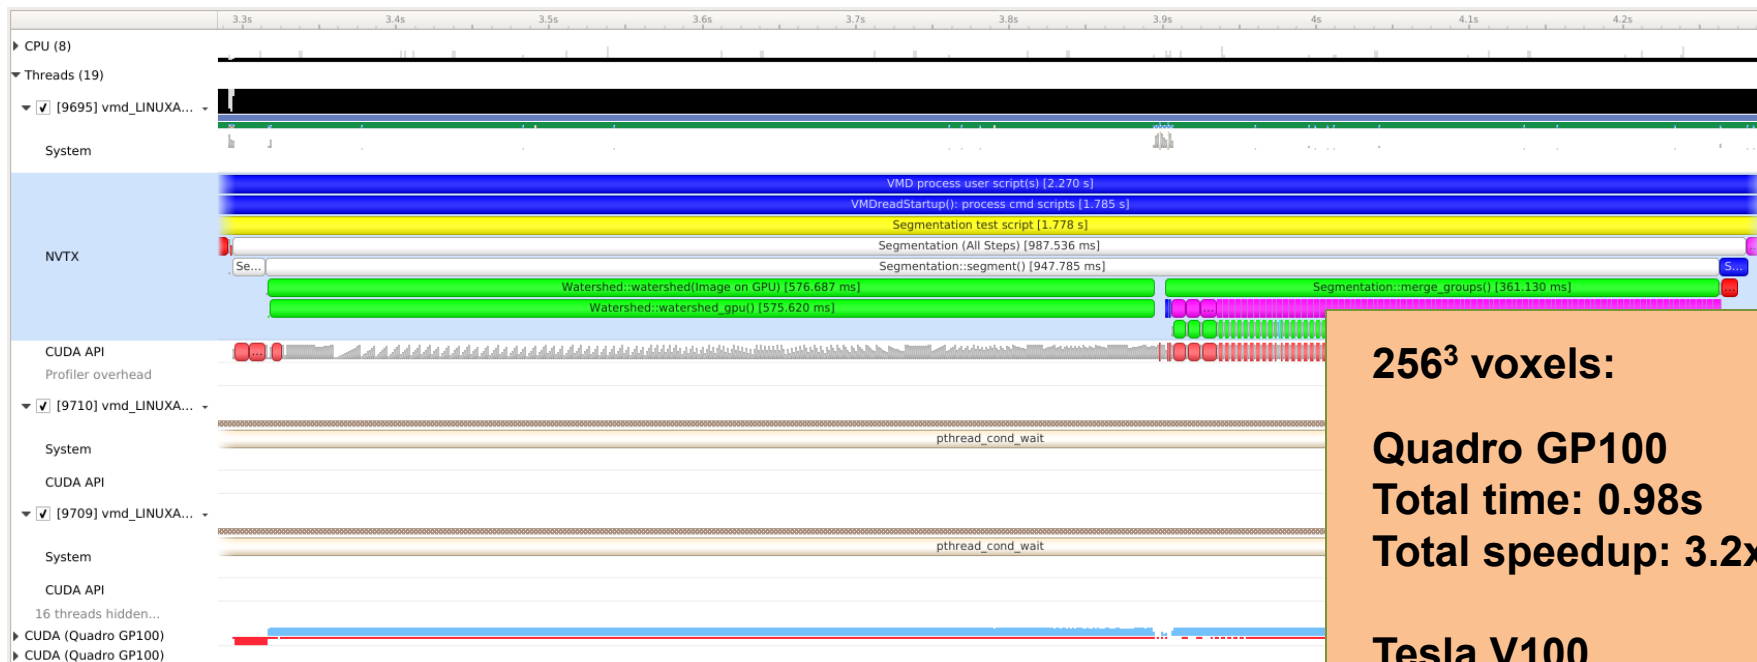 3.3s 3.4s 3.5s 3.6s 3.7s 3.8s 3.9s 4s 4.1s 4.2s
CPU (8)
Threads (19)
[9695] vmd_LINUXA...
System
VMD process user script(s) [2.270 s]
VMDreadStartup(): process cmd scripts [1.785 s]
Segmentation test script [1.778 s]
NVTX
Segmentation (All Steps) [987.536 ms]
Se... Segmentation::segment() [947.785 ms] S...
Watershed::watershed(Image on GPU) [576.687 ms] Segmentation::merge_groups() [361.130 ms] ...
Watershed::watershed_gpu() [575.620 ms] ...
CUDA API ...
Profiler overhead
[9710] vmd_LINUXA...
System pthread_cond_wait
CUDA API
[9709] vmd_LINUXA...
System pthread_cond_wait
CUDA API
16 threads hidden...
CUDA (Quadro GP100)
CUDA (Quadro GP100)
256³ voxels:
Quadro GP100
Total time: 0.98s
Total speedup: 3.2x
Tesla V100